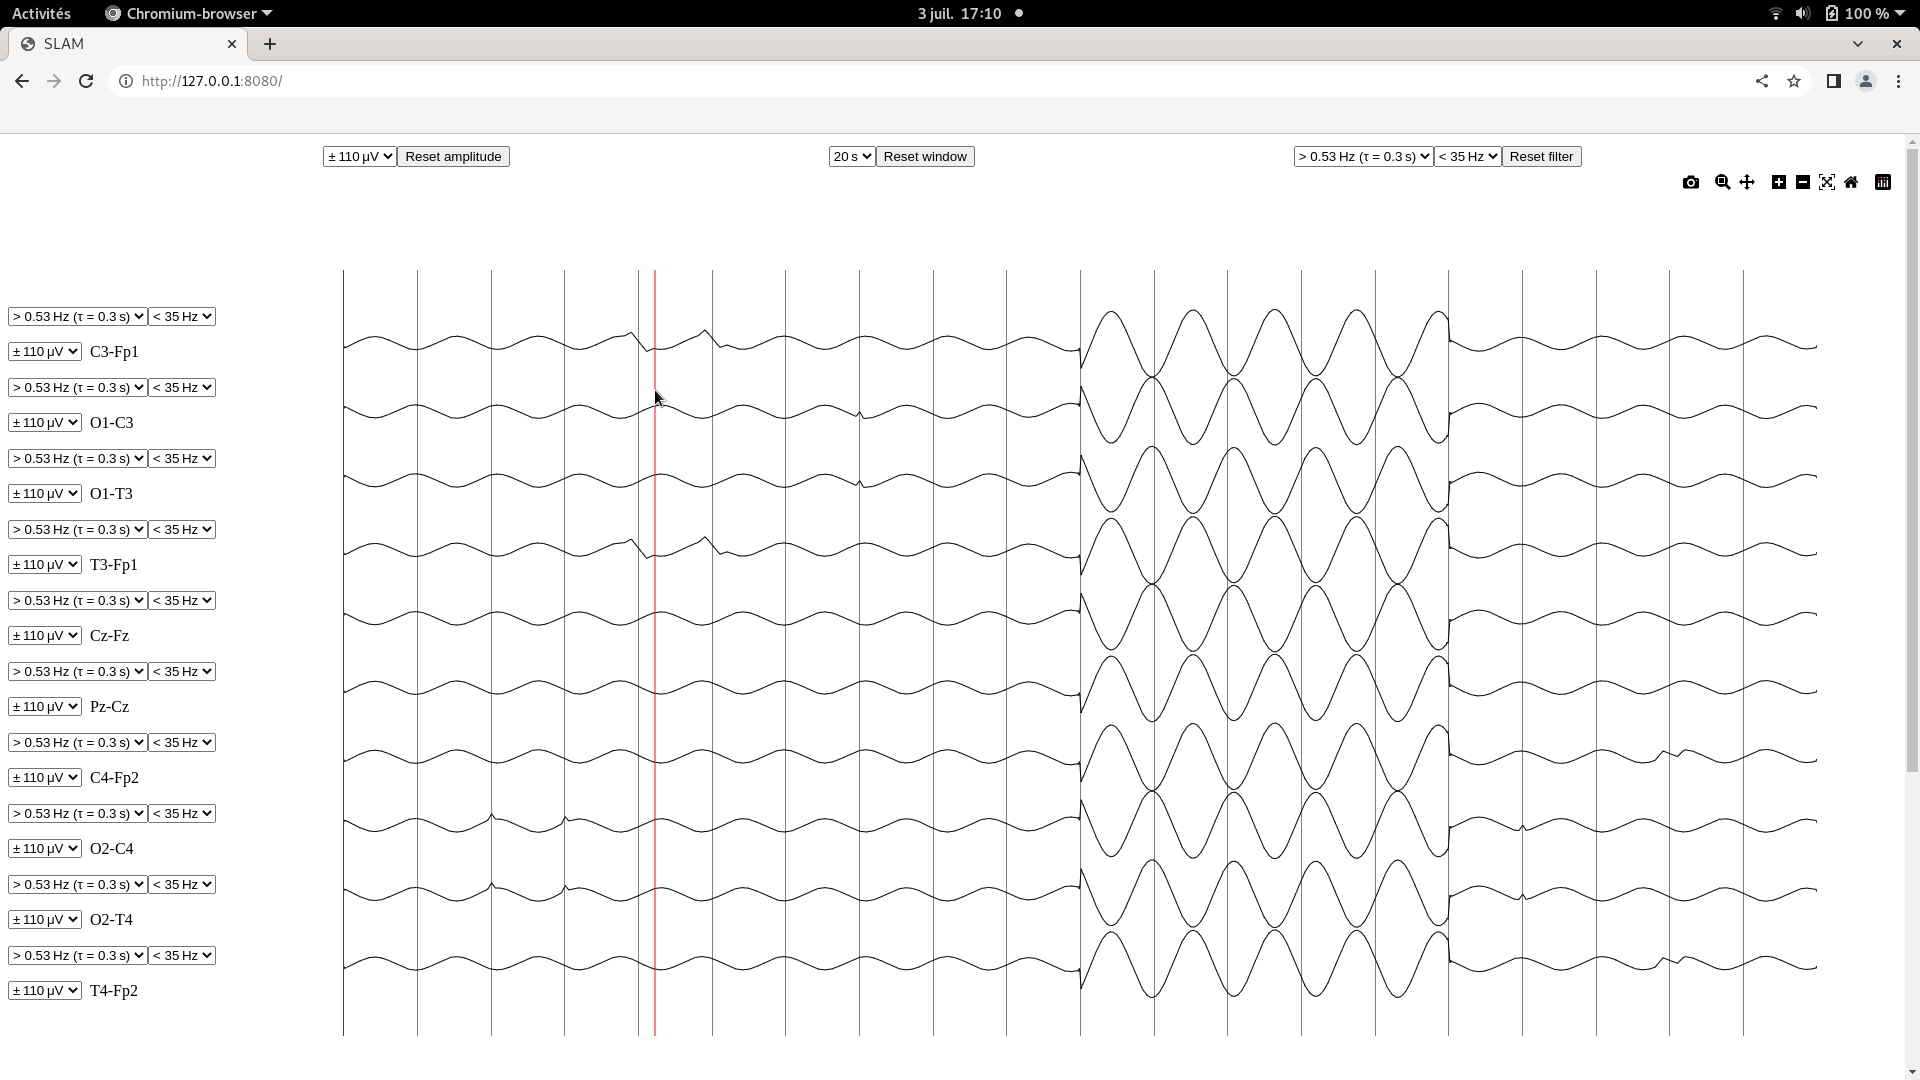 Activités Chromium-browser 3 juil. 17:10 100 %
SLAM
http://127.0.0.1:8080/
± 110 µV Reset amplitude 20 s Reset window > 0.53 Hz (τ = 0.3 s) < 35 Hz Reset filter
> 0.53 Hz (τ = 0.3 s) < 35 Hz
± 110 µV C3-Fp1
> 0.53 Hz (τ = 0.3 s) < 35 Hz
± 110 µV O1-C3
> 0.53 Hz (τ = 0.3 s) < 35 Hz
± 110 µV O1-T3
> 0.53 Hz (τ = 0.3 s) < 35 Hz
± 110 µV T3-Fp1
> 0.53 Hz (τ = 0.3 s) < 35 Hz
± 110 µV Cz-Fz
> 0.53 Hz (τ = 0.3 s) < 35 Hz
± 110 µV Pz-Cz
> 0.53 Hz (τ = 0.3 s) < 35 Hz
± 110 µV C4-Fp2
> 0.53 Hz (τ = 0.3 s) < 35 Hz
± 110 µV O2-C4
> 0.53 Hz (τ = 0.3 s) < 35 Hz
± 110 µV O2-T4
> 0.53 Hz (τ = 0.3 s) < 35 Hz
± 110 µV T4-Fp2